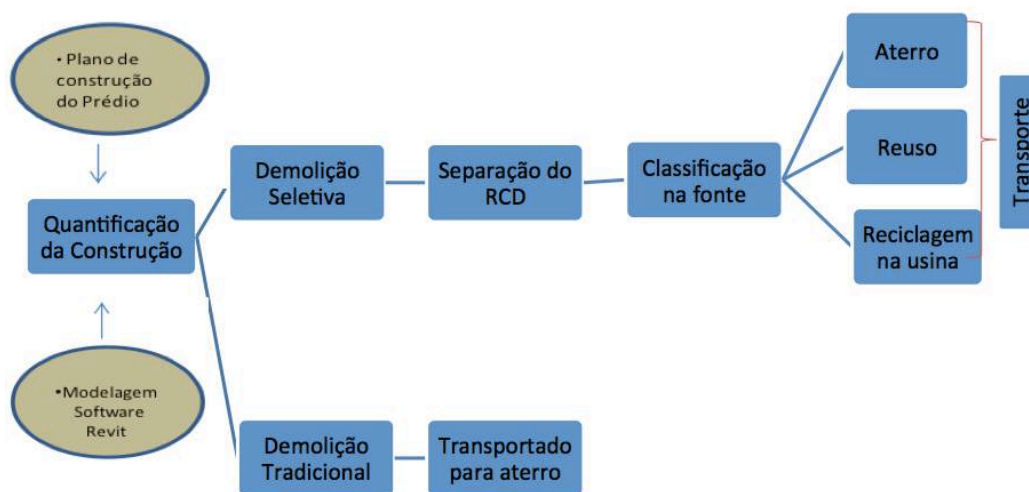 • Plano de
construção
do Prédio
Quantificação
da Construção
•Modelagem
Software
Revit
Demolição
Seletiva
Separação do
RCD
Classificação
na fonte
Aterro
Reuso
Reciclagem
na usina
Transporte
Demolição
Tradicional
Transportado
para aterro